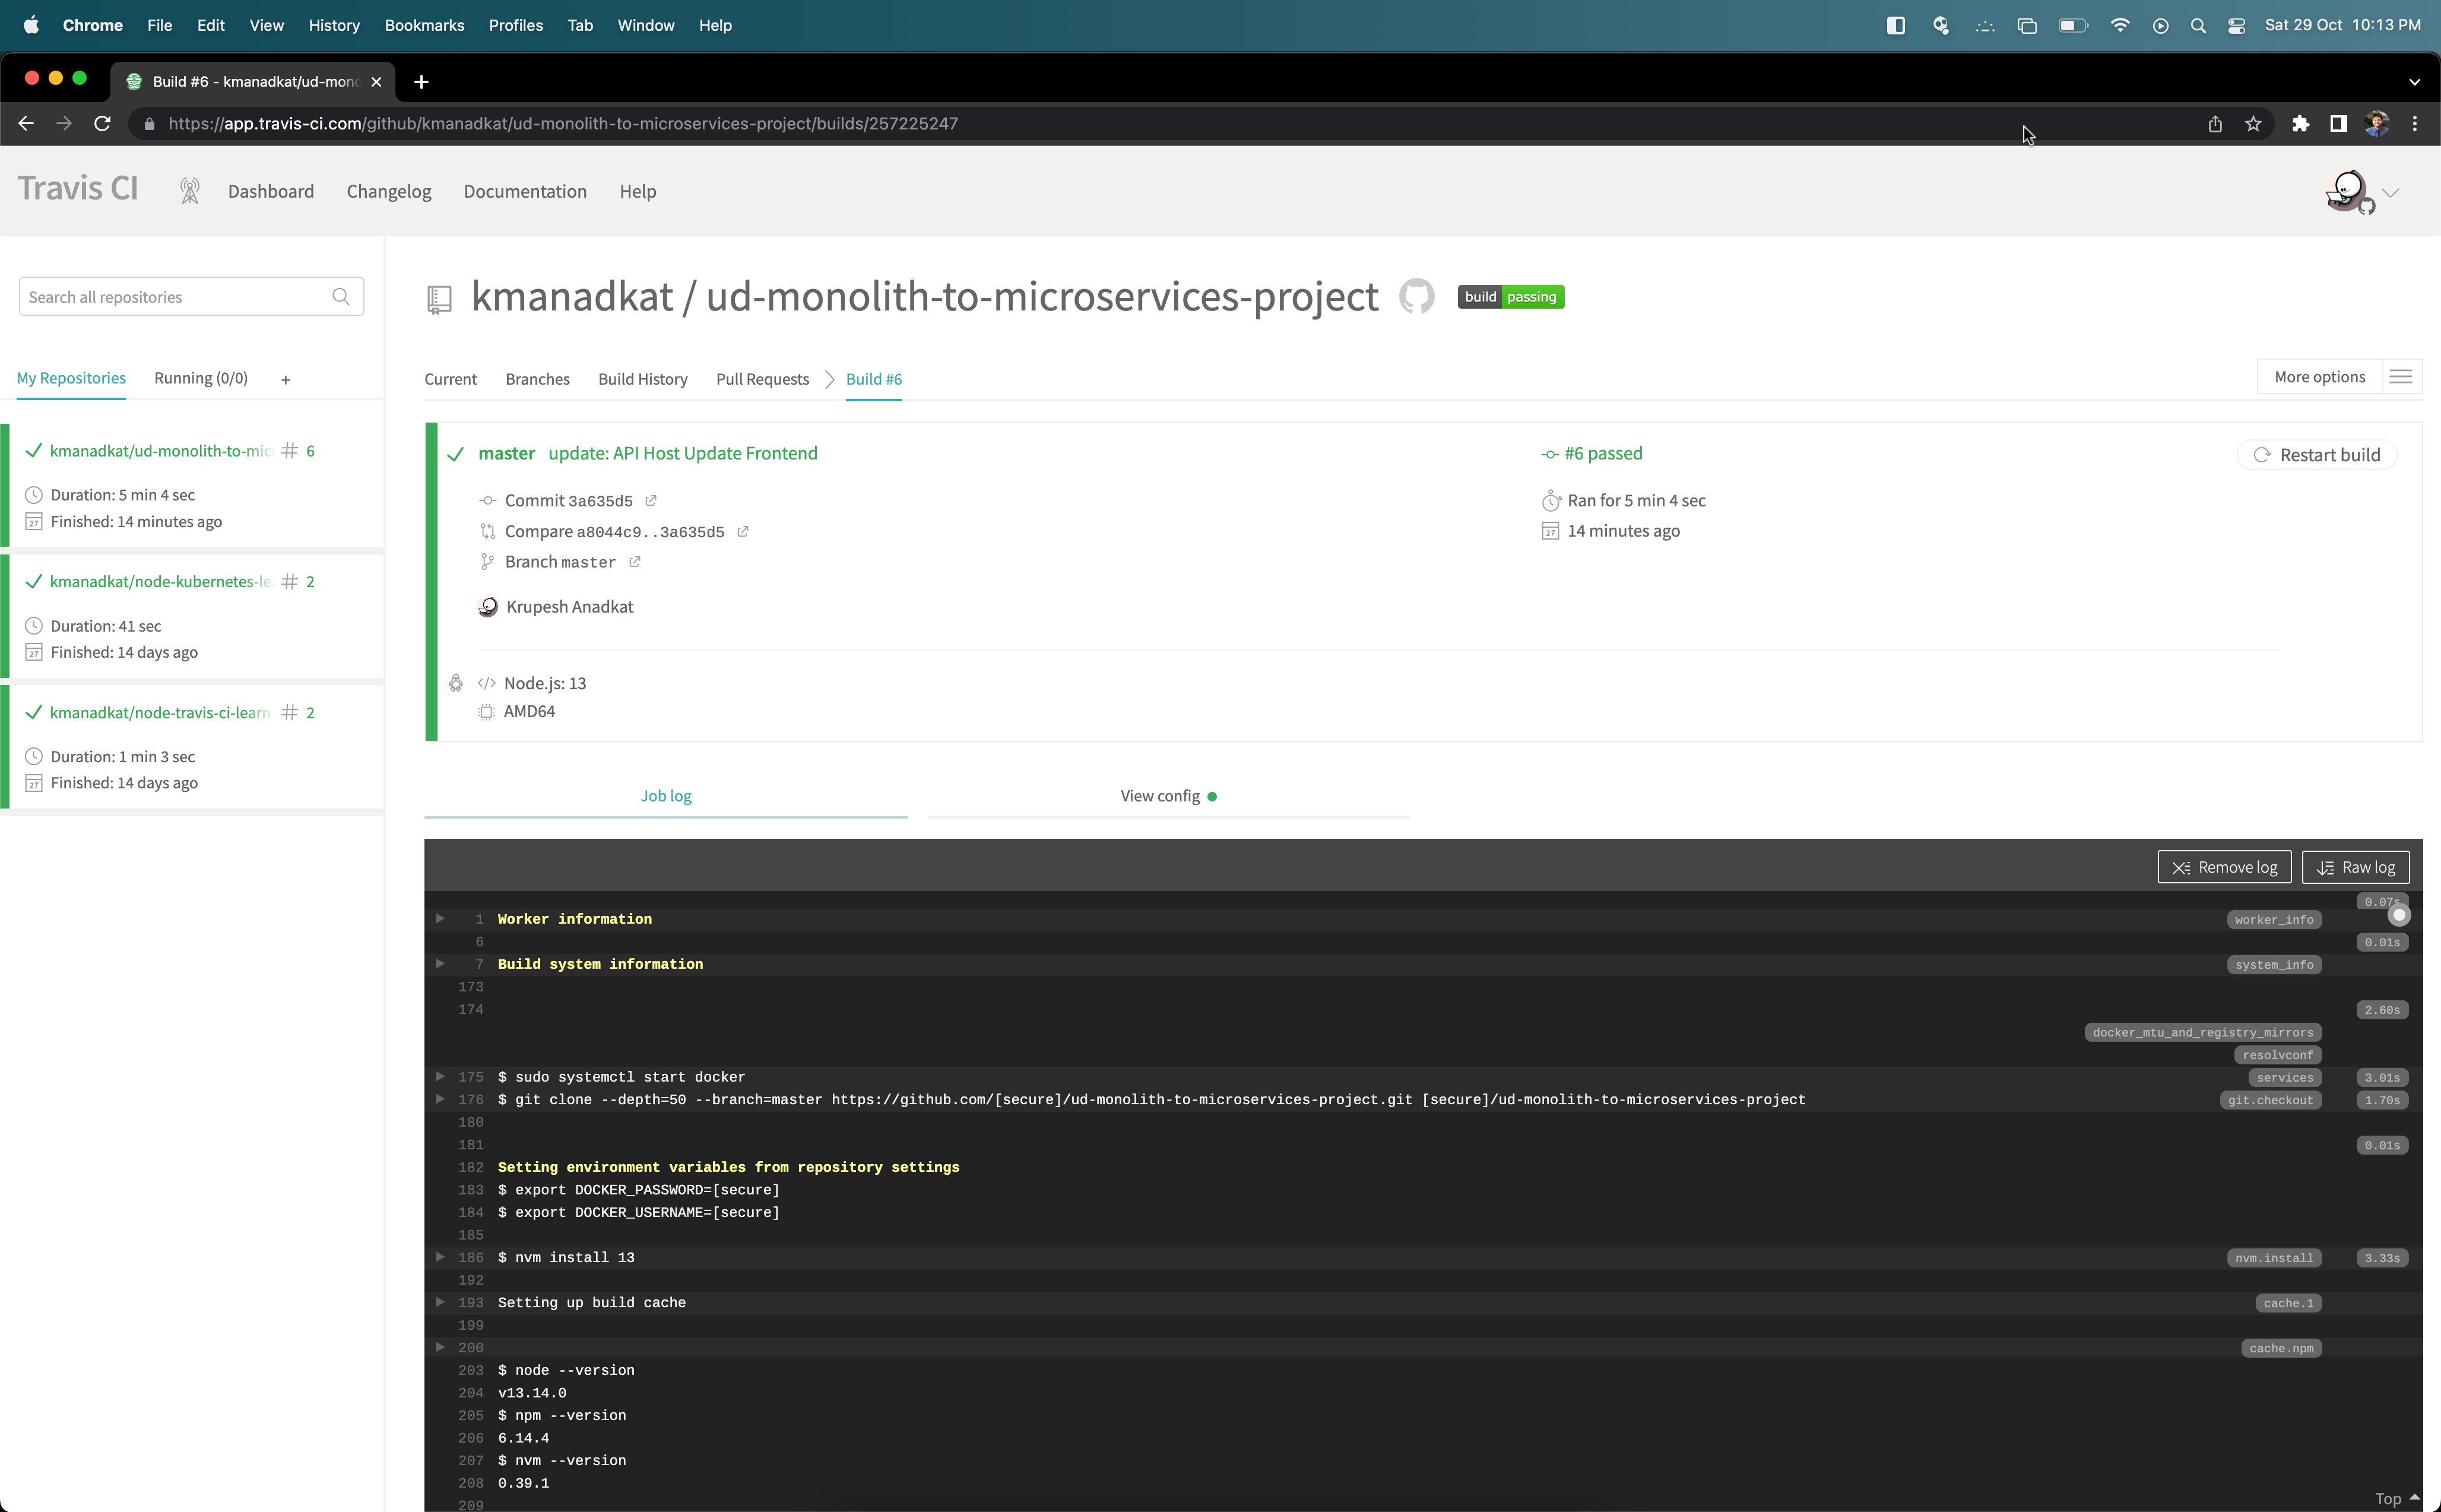 Chrome File Edit View History Bookmarks Profiles Tab Window Help Sat 29 Oct 10:13 PM
Build #6 - kmanadkat/ud-mono
https://app.travis-ci.com/github/kmanadkat/ud-monolith-to-microservices-project/builds/257225247
Travis CI Dashboard Changelog Documentation Help
Search all repositories
My Repositories Running (0/0) +
kmanadkat/ud-monolith-to-mic # 6
Duration: 5 min 4 sec
27 Finished: 14 minutes ago
kmanadkat/node-kubernetes-lea # 2
Duration: 41 sec
27 Finished: 14 days ago
kmanadkat/node-travis-ci-learn # 2
Duration: 1 min 3 sec
27 Finished: 14 days ago
kmanadkat / ud-monolith-to-microservices-project build passing
Current Branches Build History Pull Requests Build #6 More options
master update: API Host Update Frontend
#6 passed
Restart build
Commit 3a635d5
Ran for 5 min 4 sec
Compare a8044c9..3a635d5
27 14 minutes ago
Branch master
Krupesh Anadkat
</> Node.js: 13
AMD64
Job log View config
Remove log Raw log
0.07s
1 Worker information worker_info
6 0.01s
7 Build system information system_info
173
174 2.60s
docker_mtu_and_registry_mirrors
resolvconf
175 $ sudo systemctl start docker services 3.01s
176 $ git clone --depth=50 --branch=master https://github.com/[secure]/ud-monolith-to-microservices-project.git [secure]/ud-monolith-to-microservices-project git.checkout 1.70s
180
181 0.01s
182 Setting environment variables from repository settings
183 $ export DOCKER_PASSWORD=[secure]
184 $ export DOCKER_USERNAME=[secure]
185
186 $ nvm install 13 nvm.install 3.33s
192
193 Setting up build cache cache.1
199
200 cache.npm
203 $ node --version
204 v13.14.0
205 $ npm --version
206 6.14.4
207 $ nvm --version
208 0.39.1
209
Top